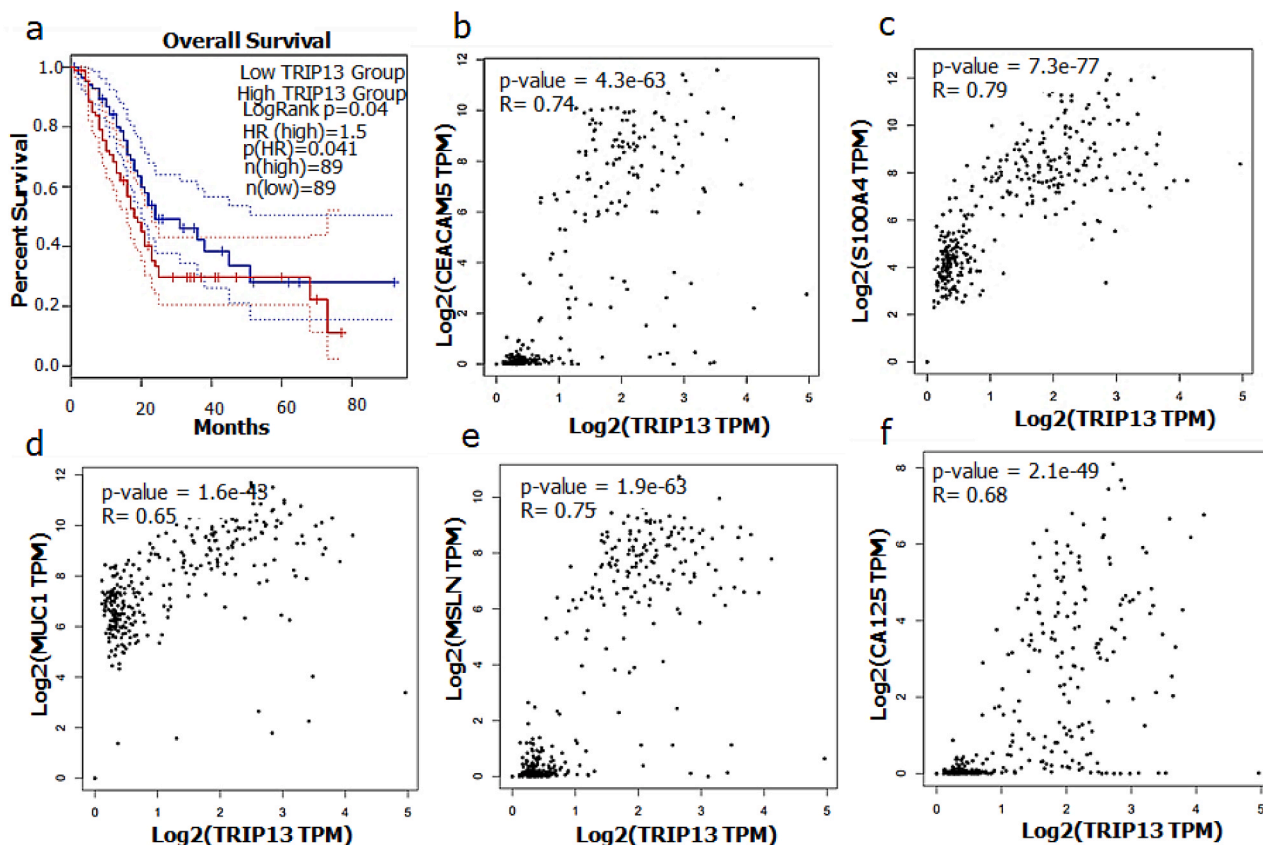 a
Overall Survival
Low TRIP13 Group
High TRIP13 Group
LogRank p=0.04
HR (high)=1.5
p(HR)=0.041
n(high)=89
n(low)=89
Percent Survival
1.0
0.8
0.6
0.4
0.2
0.0
0 20 40 60 80
Months
b
p-value = 4.3e-63
R= 0.74
Log2(CEACAM5 TPM)
12
10
8
6
4
2
0
0 1 2 3 4 5
Log2(TRIP13 TPM)
c
p-value = 7.3e-77
R= 0.79
Log2(S100A4 TPM)
12
10
8
6
4
2
0
0 1 2 3 4 5
Log2(TRIP13 TPM)
d
p-value = 1.6e-43
R= 0.65
Log2(MUC1 TPM)
12
10
8
6
4
2
0
0 1 2 3 4 5
Log2(TRIP13 TPM)
e
p-value = 1.9e-63
R= 0.75
Log2(MSLN TPM)
10
8
6
4
2
0
0 1 2 3 4 5
Log2(TRIP13 TPM)
f
p-value = 2.1e-49
R= 0.68
Log2(CA125 TPM)
8
6
4
2
0
0 1 2 3 4 5
Log2(TRIP13 TPM)